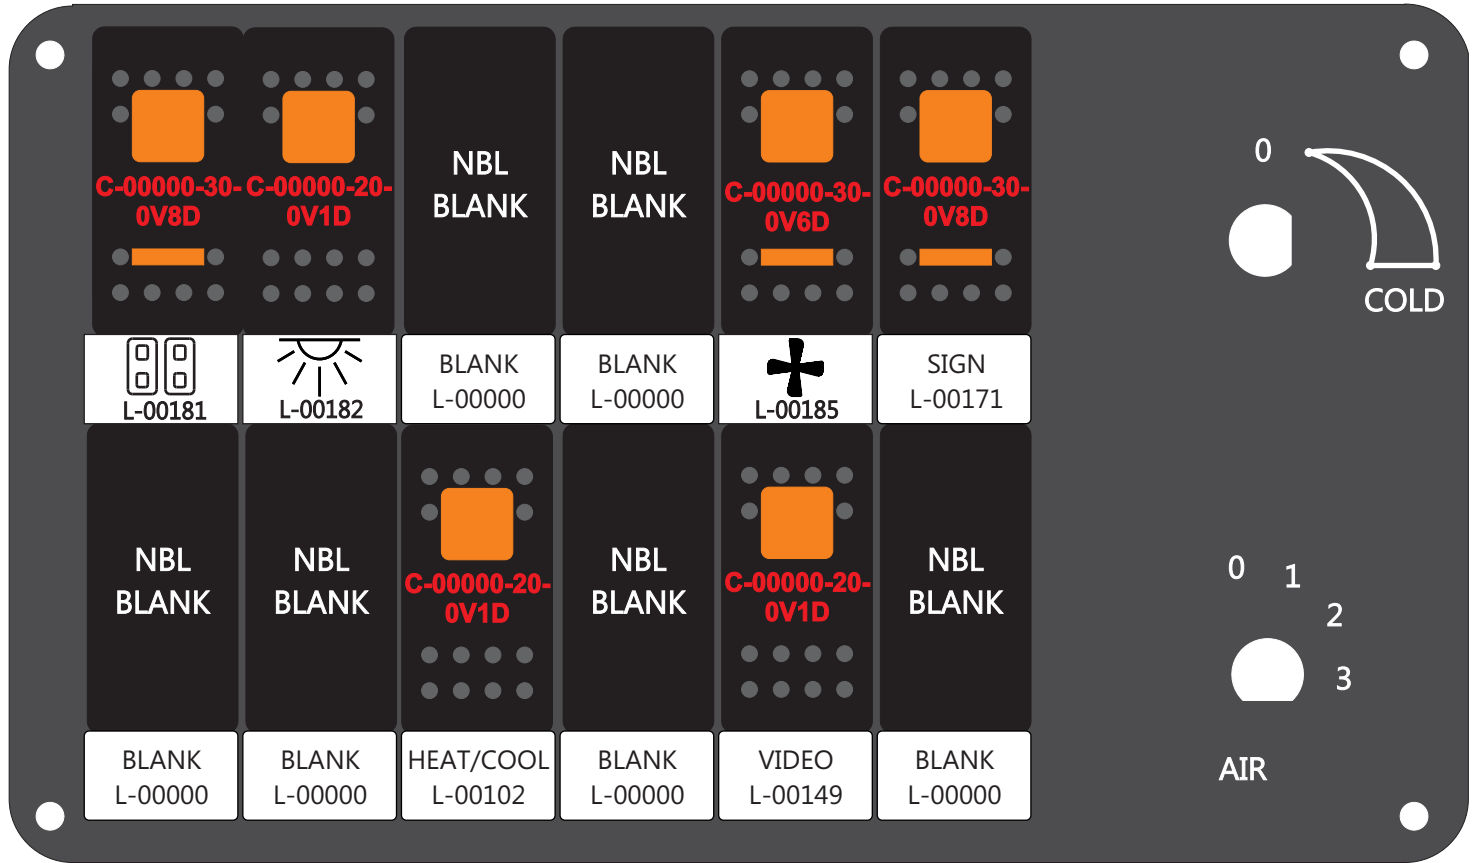 C-00000-30-
0V8D
C-00000-20-
0V1D
NBL
BLANK
NBL
BLANK
C-00000-30-
0V6D
C-00000-30-
0V8D
L-00181
L-00182
BLANK
L-00000
BLANK
L-00000
L-00185
SIGN
L-00171
NBL
BLANK
NBL
BLANK
C-00000-20-
0V1D
NBL
BLANK
C-00000-20-
0V1D
NBL
BLANK
BLANK
L-00000
BLANK
L-00000
HEAT/COOL
L-00102
BLANK
L-00000
VIDEO
L-00149
BLANK
L-00000
0
COLD
0
1
2
3
AIR